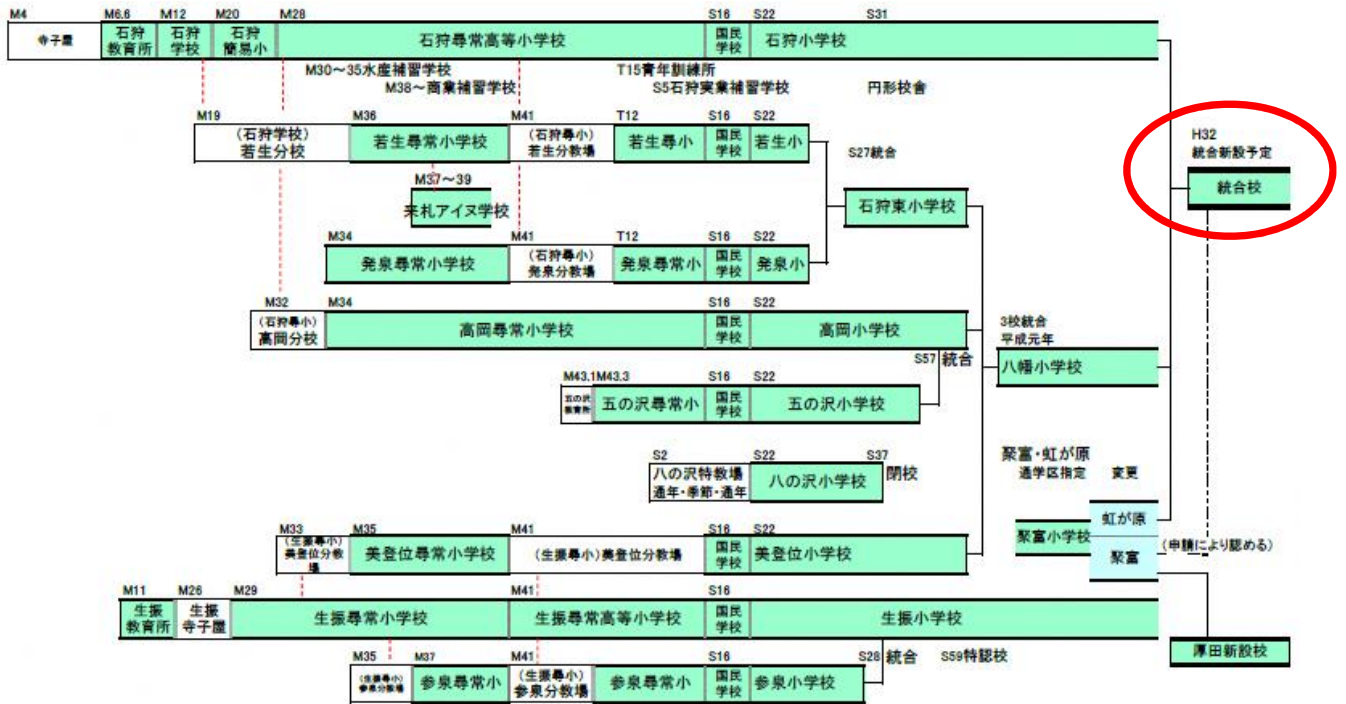 M4 M6.6 M12 M20 M28 S16 S22 S31
寺子屋
石狩
教育所
石狩
学校
石狩
簡易小
石狩尋常高等小学校
国民
学校
石狩小学校
M30～35水産補習学校
M38～商業補習学校
T15青年訓練所
S5石狩実業補習学校
円形校舎
M19 M36 M41 T12 S16 S22
(石狩学校)
若生分校
若生尋常小学校
(石狩尋小)
若生分教場
若生尋小
国民
学校
若生小
S27統合
H32
統合新設予定
統合校
M37～39
来札アイヌ学校
石狩東小学校
M34 M41 T12 S16 S22
発泉尋常小学校
(石狩尋小)
発泉分教場
発泉尋常小
国民
学校
発泉小
M32 M34 S16 S22
(石狩尋小)
高岡分校
高岡尋常小学校
国民
学校
高岡小学校
3校統合
平成元年
八幡小学校
S57 統合
M43.1 M43.3 S16 S22
五の沢
教育所
五の沢尋常小
国民
学校
五の沢小学校
S2 S22 S37
八の沢特教場
通年・季節・通年
八の沢小学校
閉校
聚富・虹が原
通学区指定 変更
聚富小学校
虹が原
聚富
(申請により認める)
M33 M35 M41 S16 S22
(生振尋小)
美登位分教
場
美登位尋常小学校
(生振尋小)美登位分教場
国民
学校
美登位小学校
M11 M26 M29 M41 S16
生振
教育所
生振
寺子屋
生振尋常小学校
生振尋常高等小学校
国民
学校
生振小学校
厚田新設校
M35 M37 M41 S16 S28 統合 S59特認校
(生振尋小)
参泉分教場
参泉尋常小
(生振尋小)
参泉分教場
参泉尋常小
国民
学校
参泉小学校